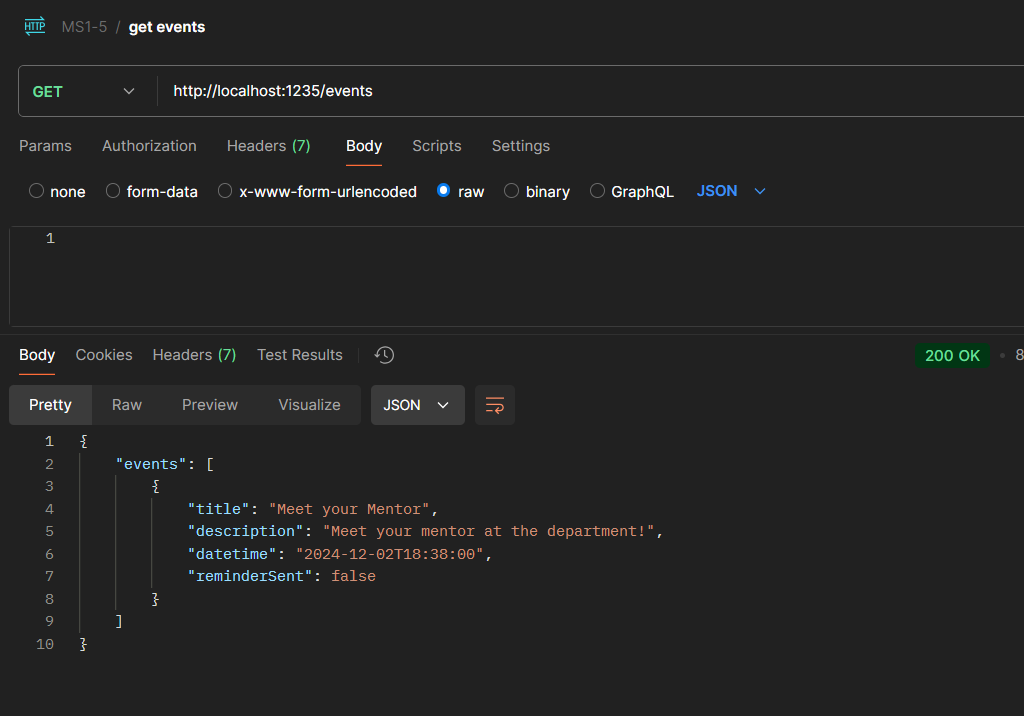 HTTP MS1-5 / get events
GET http://localhost:1235/events
Params Authorization Headers (7) Body Scripts Settings
none form-data x-www-form-urlencoded raw binary GraphQL JSON
1
Body Cookies Headers (7) Test Results 200 OK • 8
Pretty Raw Preview Visualize JSON
1 {
2 "events": [
3 {
4 "title": "Meet your Mentor",
5 "description": "Meet your mentor at the department!",
6 "datetime": "2024-12-02T18:38:00",
7 "reminderSent": false
8 }
9 ]
10 }